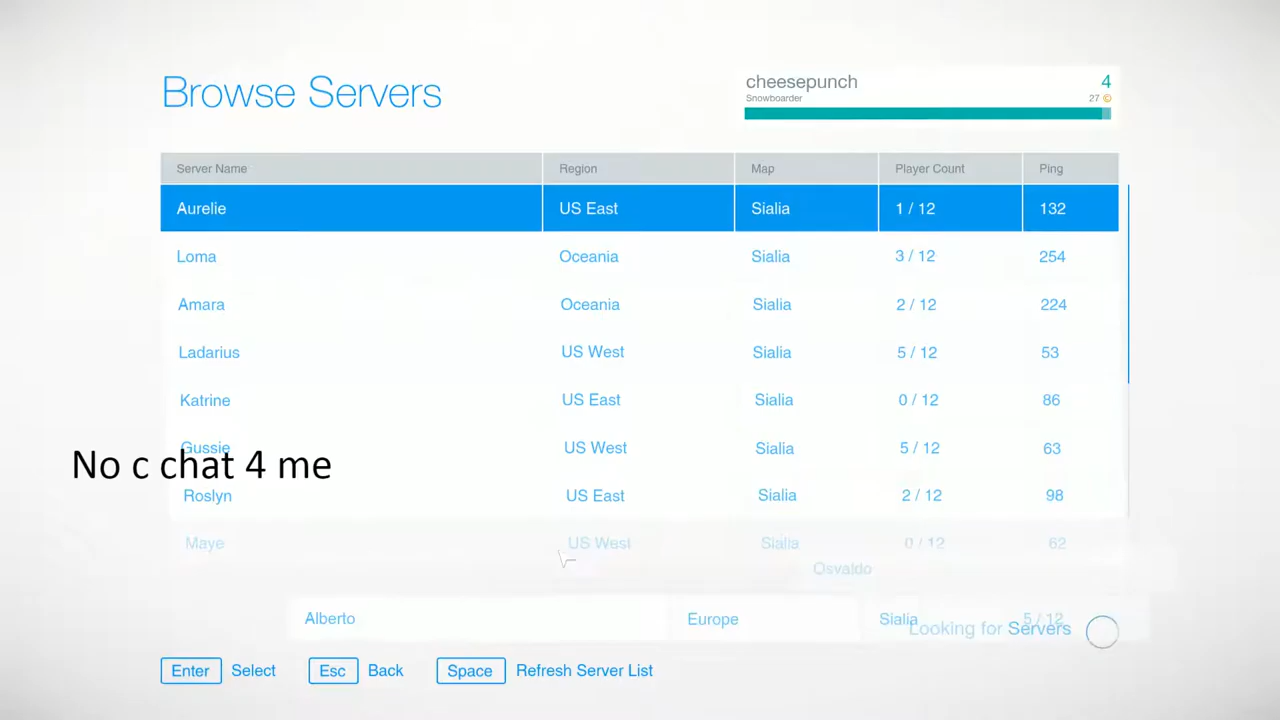 Browse Servers
cheesepunch 4
Snowboarder 27
Server Name Region Map Player Count Ping
Aurelie US East Sialia 1 / 12 132
Loma Oceania Sialia 3 / 12 254
Amara Oceania Sialia 2 / 12 224
Ladarius US West Sialia 5 / 12 53
Katrine US East Sialia 0 / 12 86
Gussie US West Sialia 5 / 12 63
No c chat 4 me
Roslyn US East Sialia 2 / 12 98
Maye US West Sialia 0 / 12 62
Osvaldo
Alberto Europe Sialia 5 / 12
Looking for Servers
Enter Select Esc Back Space Refresh Server List